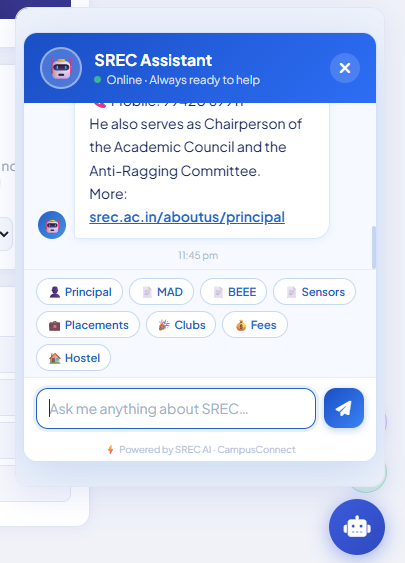 SREC Assistant
Online · Always ready to help
He also serves as Chairperson of
the Academic Council and the
Anti-Ragging Committee.
More:
srec.ac.in/aboutus/principal
11:45 pm
Principal
MAD
BEEE
Sensors
Placements
Clubs
Fees
Hostel
Ask me anything about SREC...
Powered by SREC AI · CampusConnect